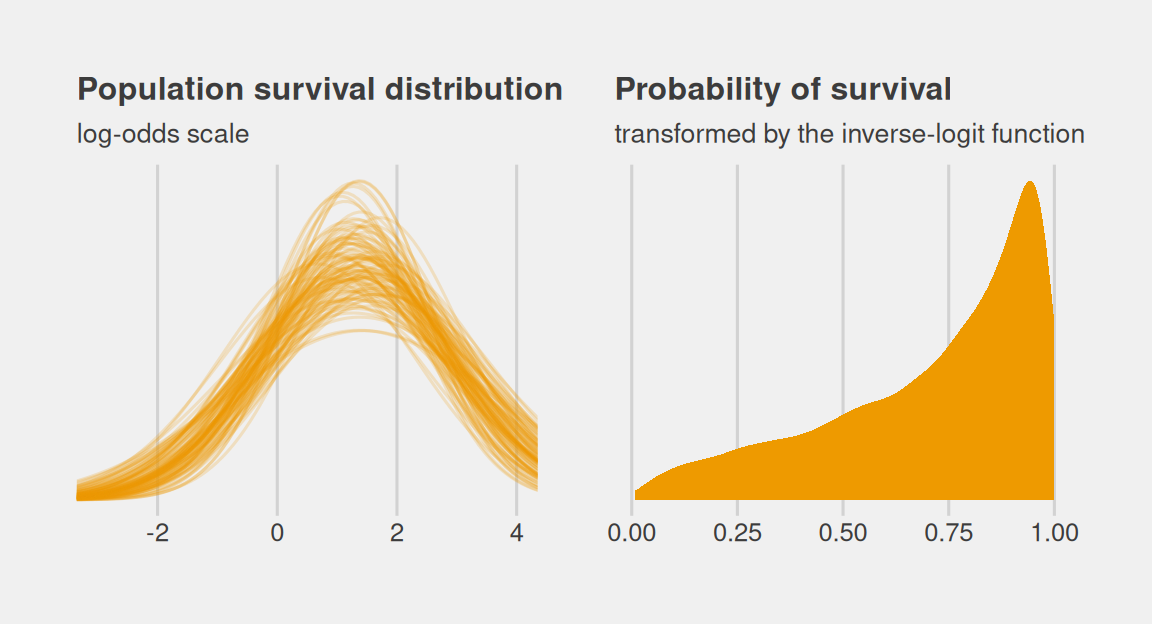 Population survival distribution
log-odds scale
-2 0 2 4
Probability of survival
transformed by the inverse-logit function
0.00 0.25 0.50 0.75 1.00